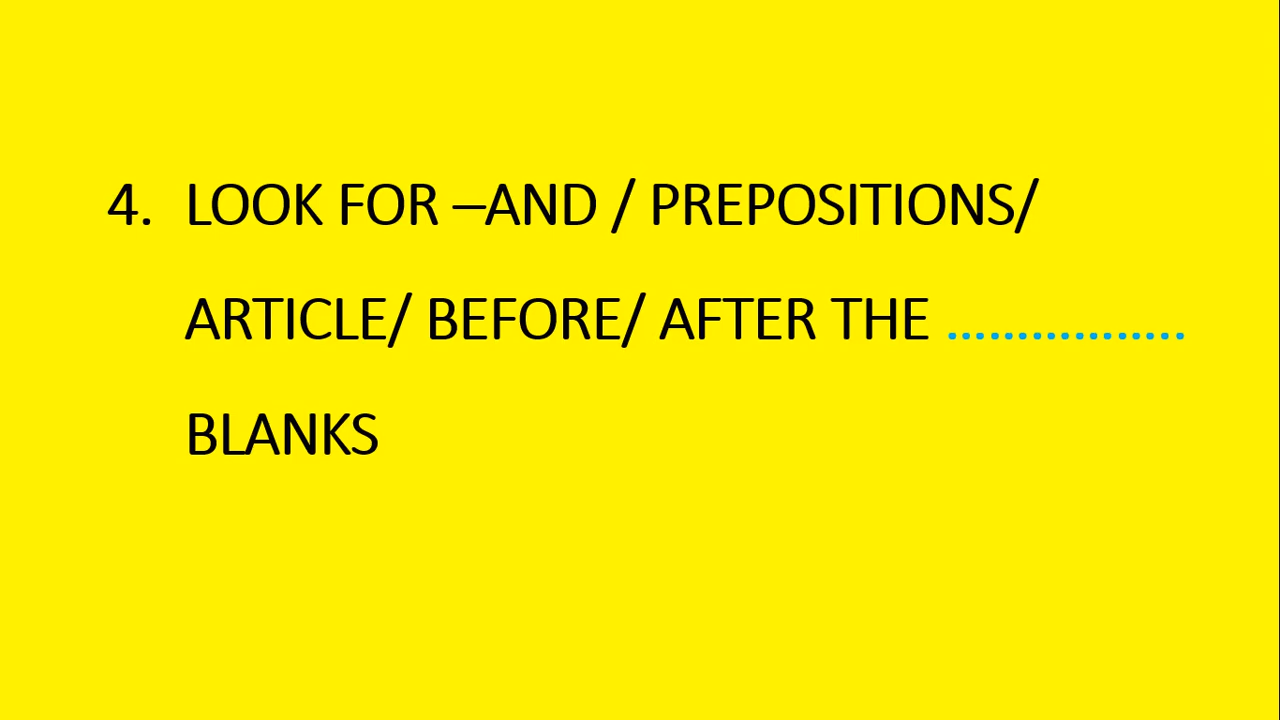 4. LOOK FOR –AND / PREPOSITIONS/
ARTICLE/ BEFORE/ AFTER THE .................
BLANKS